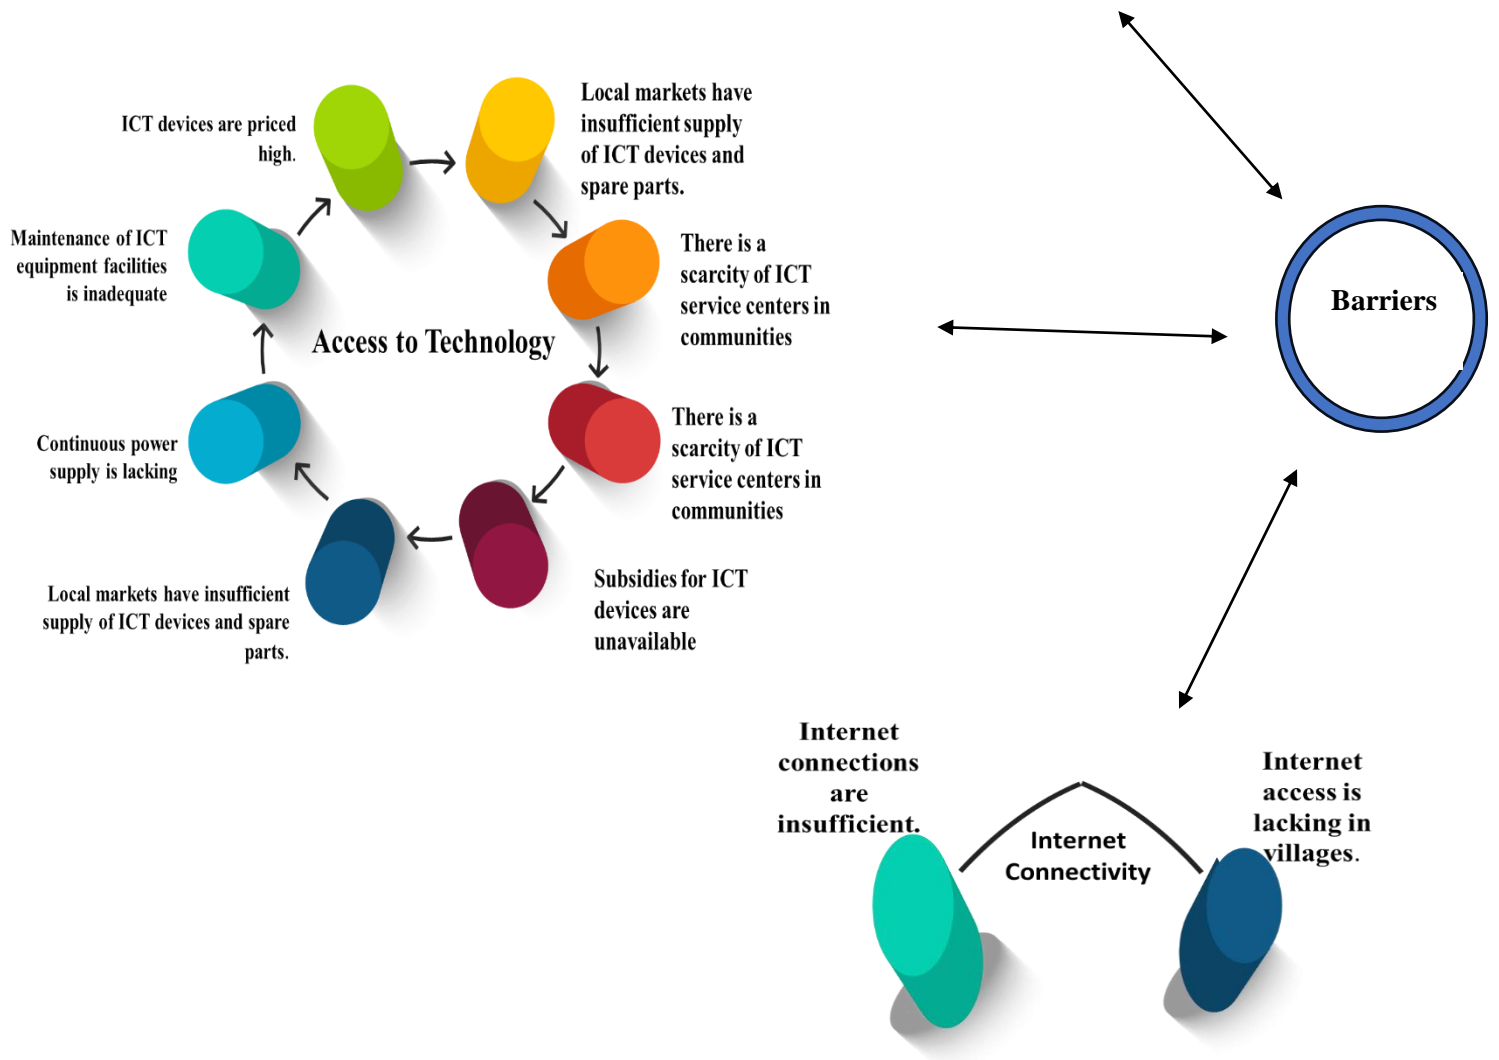 ICT devices are priced
high.
Local markets have
insufficient supply
of ICT devices and
spare parts.
Maintenance of ICT
equipment facilities
is inadequate
There is a
scarcity of ICT
service centers in
communities
Access to Technology
Barriers
Continuous power
supply is lacking
There is a
scarcity of ICT
service centers in
communities
Local markets have insufficient
supply of ICT devices and spare
parts.
Subsidies for ICT
devices are
unavailable
Internet
connections
are
insufficient.
Internet
Connectivity
Internet
access is
lacking in
villages.